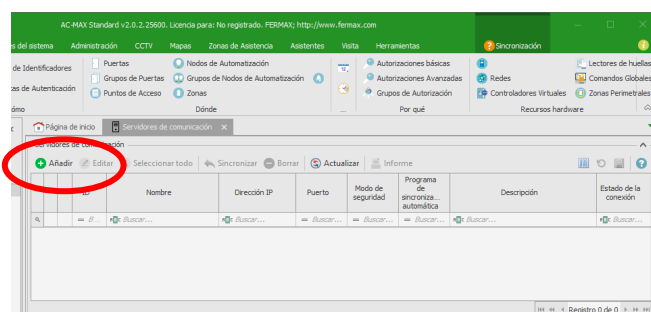 AC-MAX Standard v2.0.2.25600. Licencia para: No registrado. FERMAX; http://www.fermax.com
s del sistema Administración CCTV Mapas Zonas de Asistencia Asistentes Visita Herramientas Sincronización
de Identificadores Puertas Nodos de Automatización Autorizaciones básicas Lectores de huellas
as de Autenticación Grupos de Puertas Grupos de Nodos de Automatización Autorizaciones Avanzadas Redes Comandos Globales
Puntos de Acceso Zonas Grupos de Autorización Controladores Virtuales Zonas Perimetrales
ómo Dónde ... Por qué Recursos hardware
Página de inicio Servidores de comunicación
Servidores de comunicación
Añadir Editar Seleccionar todo Sincronizar Borrar Actualizar Informe
ID Nombre Dirección IP Puerto Modo de seguridad Programa de sincroniza... automática Descripción Estado de la conexión
= B... Buscar... Buscar... = Buscar... = Buscar... = Buscar... Buscar... Buscar...
Registro 0 de 0